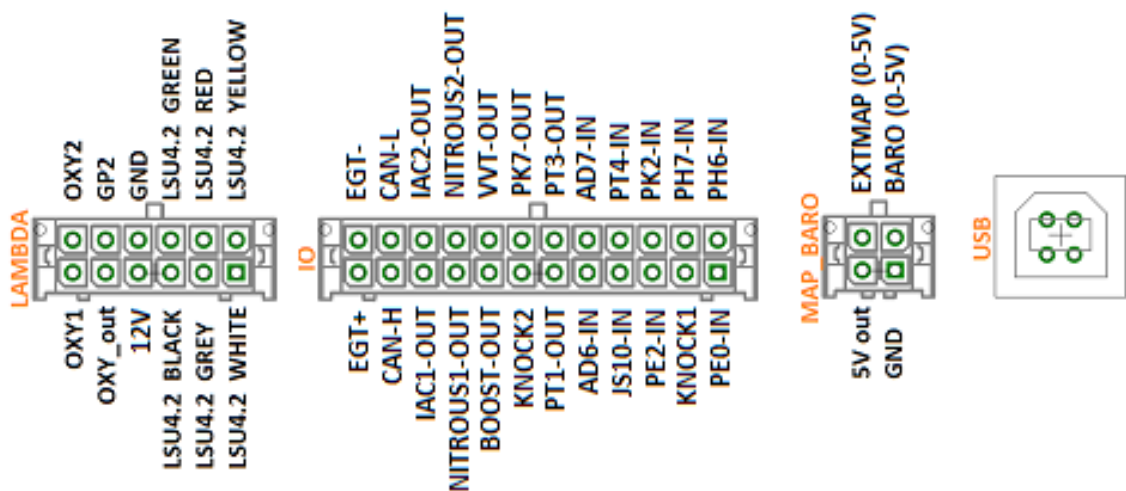 LAMBDA
OXY2
GP2
GND
LSU4.2 GREEN
LSU4.2 RED
LSU4.2 YELLOW
OXY1
OXY_out
12V
LSU4.2 BLACK
LSU4.2 GREY
LSU4.2 WHITE
IO
EGT-
CAN-L
IAC2-OUT
NITROUS2-OUT
VVT-OUT
PK7-OUT
PT3-OUT
AD7-IN
PT4-IN
PK2-IN
PH7-IN
PH6-IN
EGT+
CAN-H
IAC1-OUT
NITROUS1-OUT
BOOST-OUT
KNOCK2
PT1-OUT
AD6-IN
JS10-IN
PE2-IN
KNOCK1
PE0-IN
MAP_BARO
EXTMAP (0-5V)
BARO (0-5V)
5V out
GND
USB